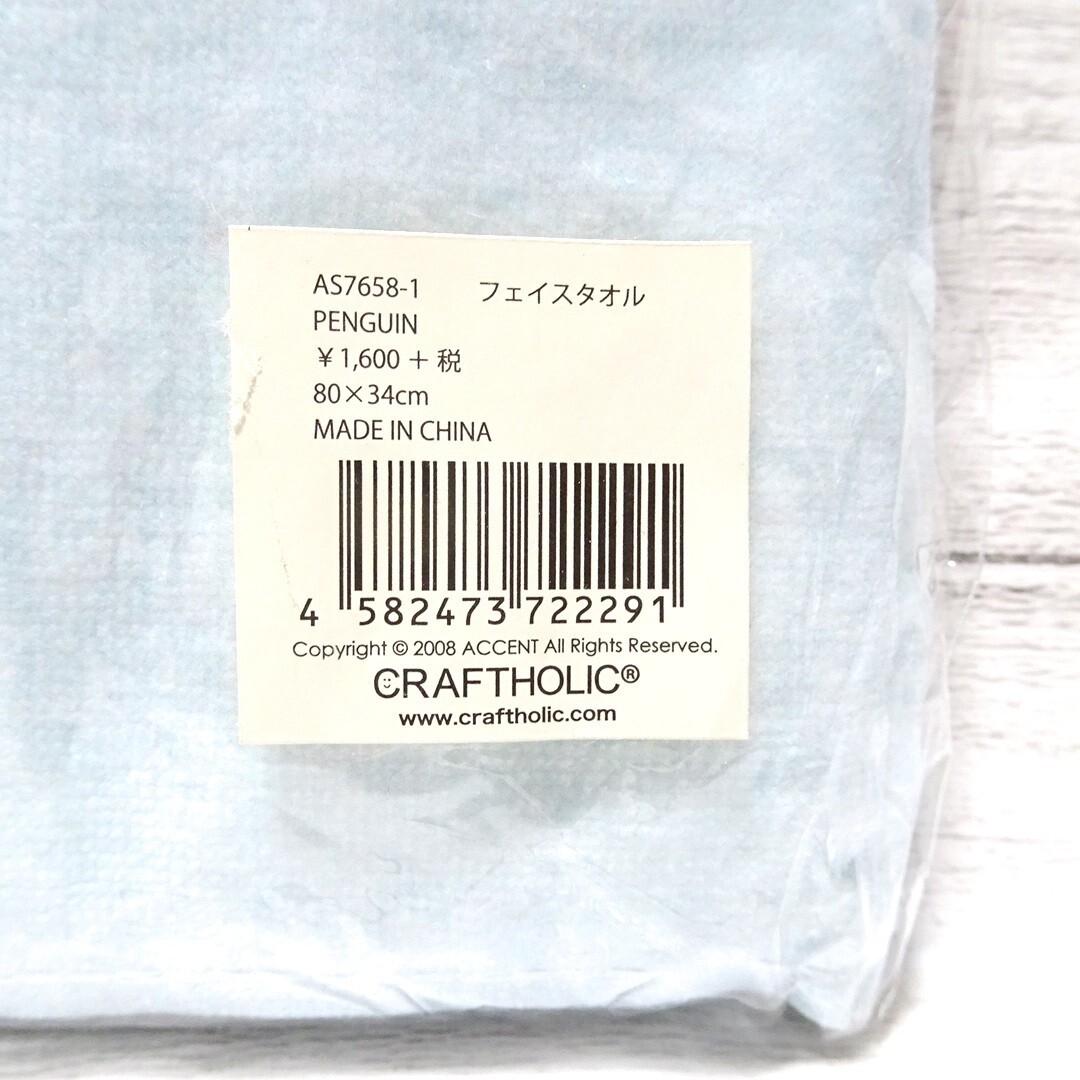 AS7658-1 フェイスタオル
PENGUIN
￥1,600 + 税
80×34cm
MADE IN CHINA
4 582473 722291
Copyright © 2008 ACCENT All Rights Reserved.
CRAFTHOLIC®
www.craftholic.com